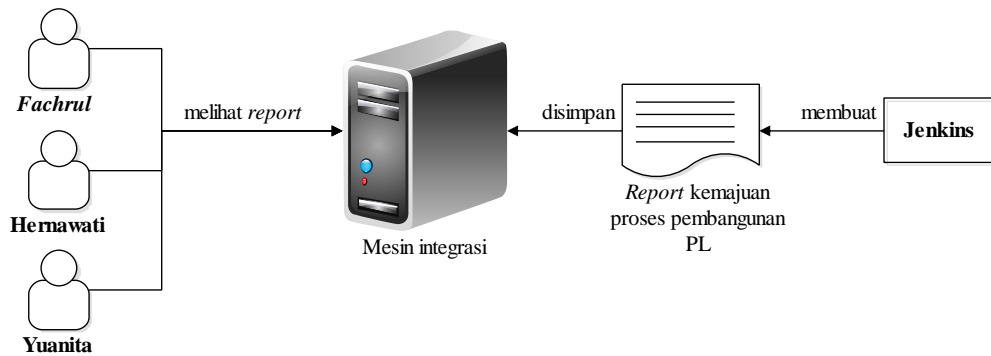 Fachrul
melihat report
disimpan
membuat
Jenkins
Hernawati
Report kemajuan
proses pembangunan
PL
Mesin integrasi
Yuanita